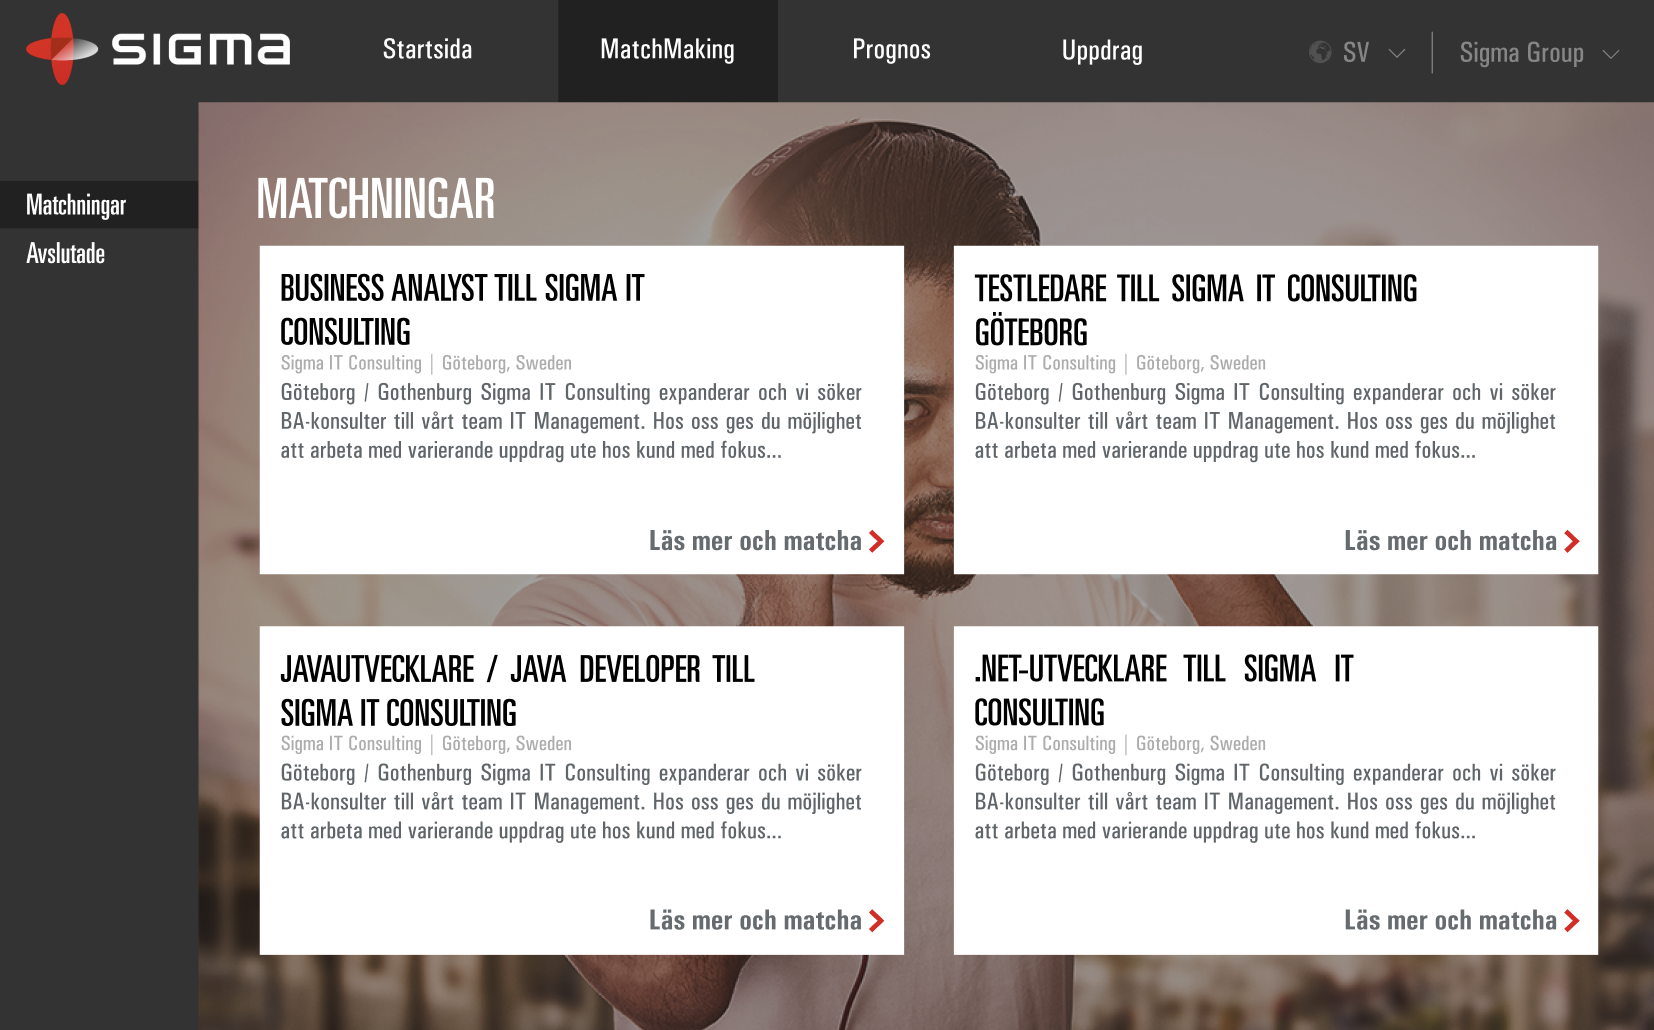 SIGMA
Startsida
MatchMaking
Prognos
Uppdrag
SV
Sigma Group
Matchningar
Avslutade
MATCHNINGAR
BUSINESS ANALYST TILL SIGMA IT
CONSULTING
Sigma IT Consulting | Göteborg, Sweden
Göteborg / Gothenburg Sigma IT Consulting expanderar och vi söker
BA-konsulter till vårt team IT Management. Hos oss ges du möjlighet
att arbeta med varierande uppdrag ute hos kund med fokus...
Läs mer och matcha
TESTLEDARE TILL SIGMA IT CONSULTING
GÖTEBORG
Sigma IT Consulting | Göteborg, Sweden
Göteborg / Gothenburg Sigma IT Consulting expanderar och vi söker
BA-konsulter till vårt team IT Management. Hos oss ges du möjlighet
att arbeta med varierande uppdrag ute hos kund med fokus...
Läs mer och matcha
JAVAUTVECKLARE / JAVA DEVELOPER TILL
SIGMA IT CONSULTING
Sigma IT Consulting | Göteborg, Sweden
Göteborg / Gothenburg Sigma IT Consulting expanderar och vi söker
BA-konsulter till vårt team IT Management. Hos oss ges du möjlighet
att arbeta med varierande uppdrag ute hos kund med fokus...
Läs mer och matcha
.NET-UTVECKLARE TILL SIGMA IT
CONSULTING
Sigma IT Consulting | Göteborg, Sweden
Göteborg / Gothenburg Sigma IT Consulting expanderar och vi söker
BA-konsulter till vårt team IT Management. Hos oss ges du möjlighet
att arbeta med varierande uppdrag ute hos kund med fokus...
Läs mer och matcha